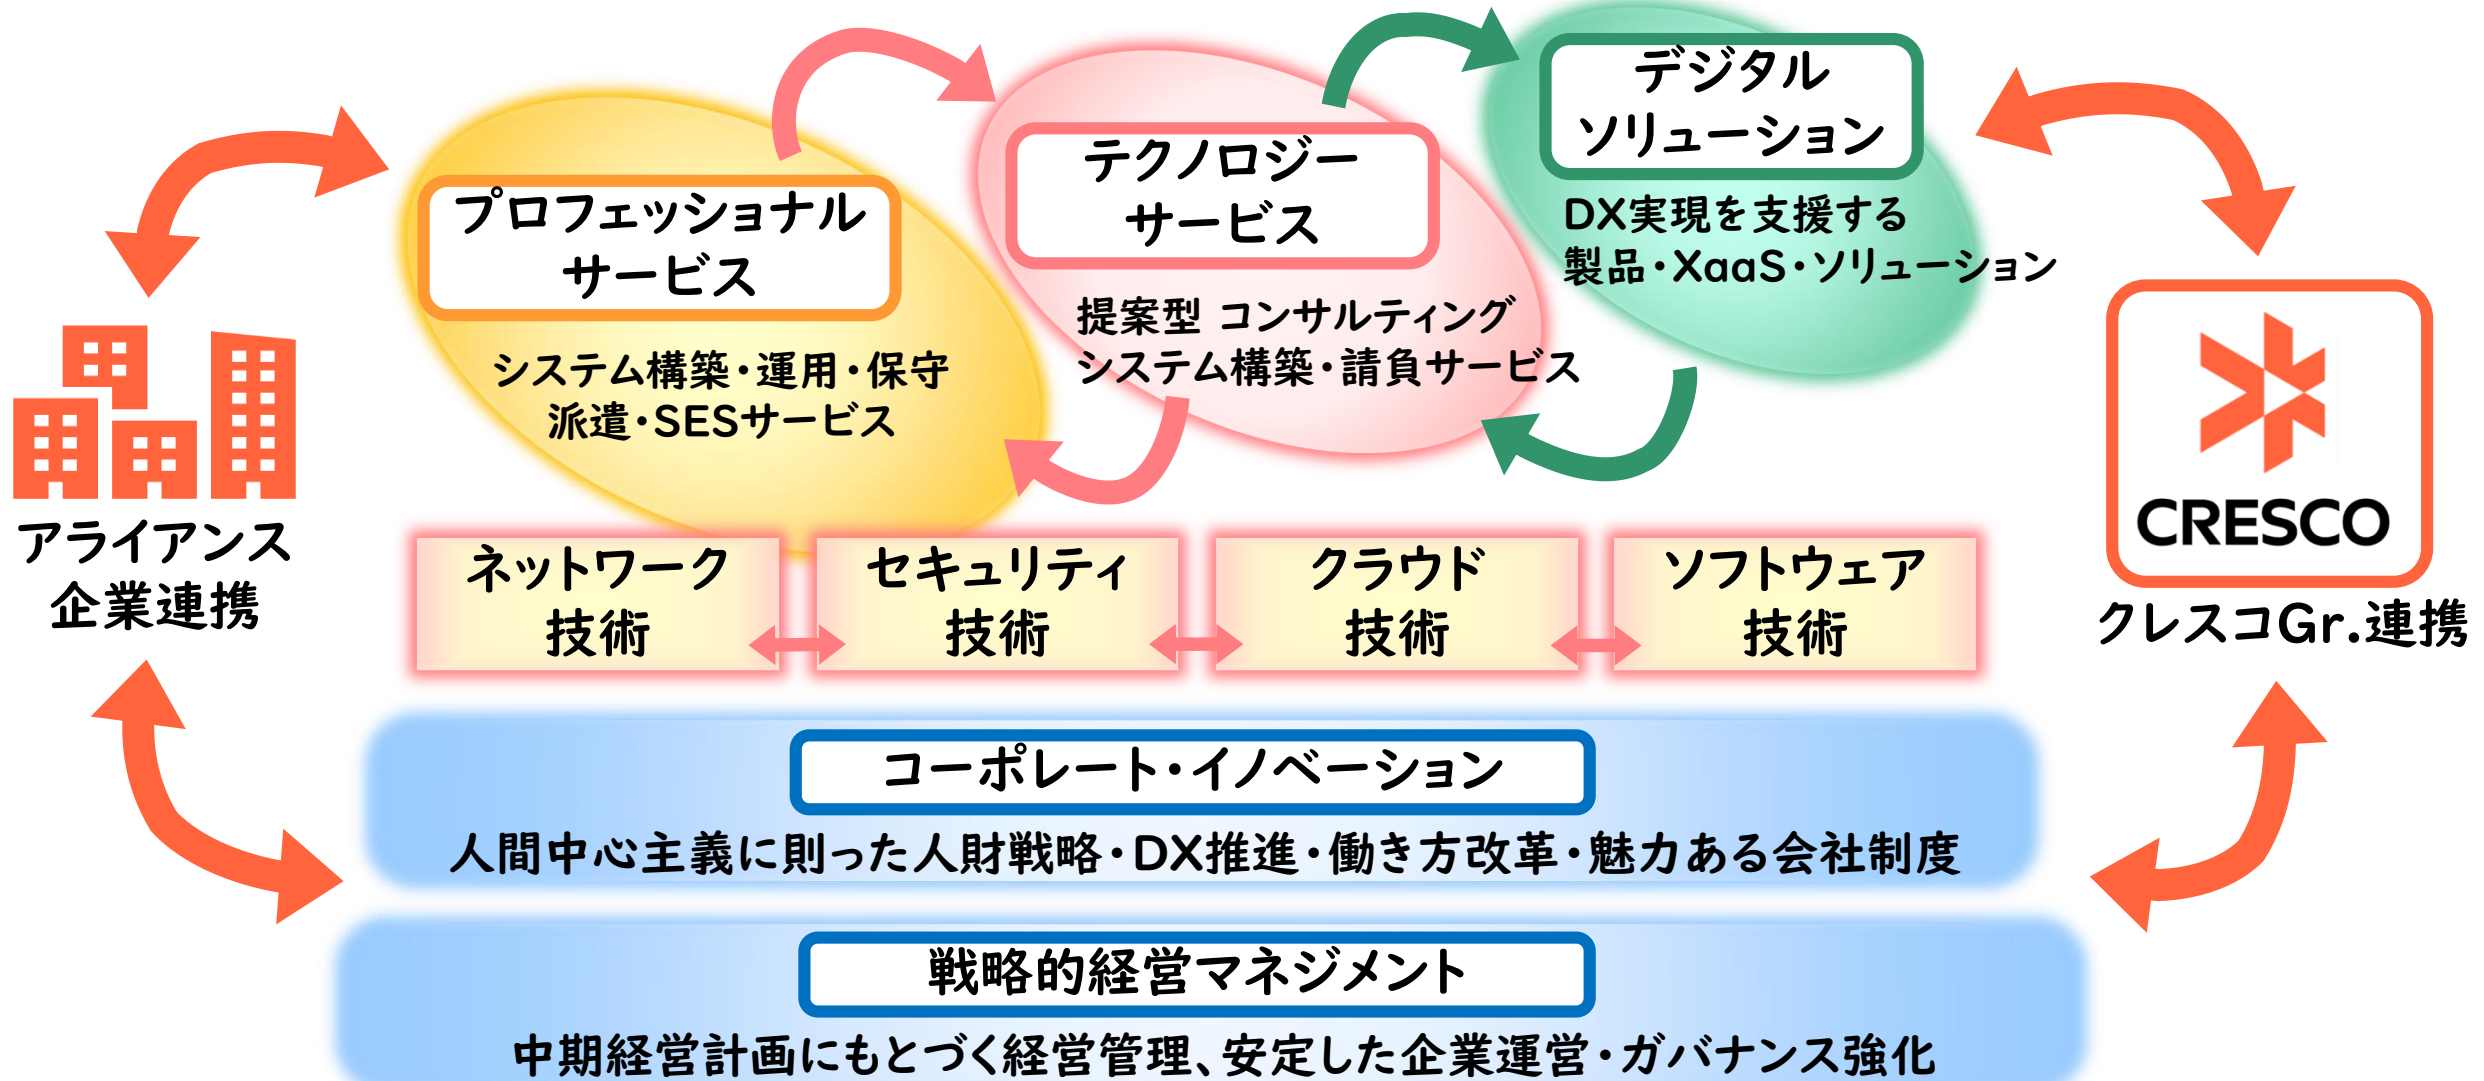 プロフェッショナル
サービス
システム構築・運用・保守
派遣・SESサービス
テクノロジー
サービス
提案型 コンサルティング
システム構築・請負サービス
デジタル
ソリューション
DX実現を支援する
製品・XaaS・ソリューション
アライアンス
企業連携
CRESCO
クレスコGr.連携
ネットワーク
技術
セキュリティ
技術
クラウド
技術
ソフトウェア
技術
コーポレート・イノベーション
人間中心主義に則った人財戦略・DX推進・働き方改革・魅力ある会社制度
戦略的経営マネジメント
中期経営計画にもとづく経営管理、安定した企業運営・ガバナンス強化